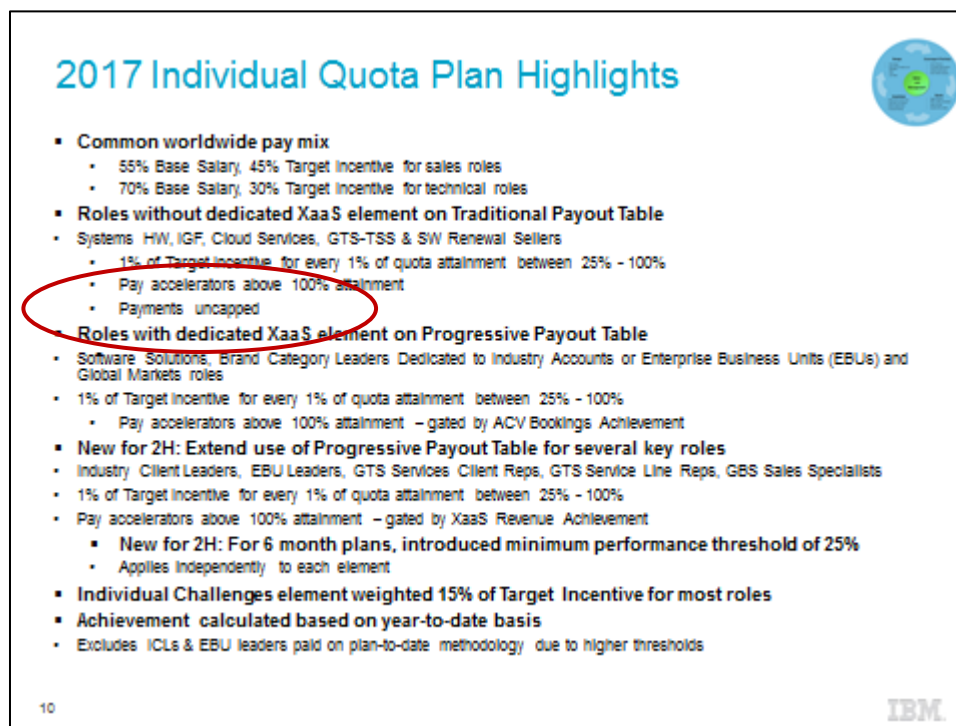 2017 Individual Quota Plan Highlights
▪ Common worldwide pay mix
▪ 55% Base Salary, 45% Target Incentive for sales roles
▪ 70% Base Salary, 30% Target Incentive for technical roles
▪ Roles without dedicated XaaS element on Traditional Payout Table
▪ Systems HW, IGF, Cloud Services, GTS-TSS & SW Renewal Sellers
▪ 1% of Target Incentive for every 1% of quota attainment between 25% - 100%
▪ Pay accelerators above 100% attainment
▪ Payments uncapped
▪ Roles with dedicated XaaS element on Progressive Payout Table
▪ Software Solutions, Brand Category Leaders Dedicated to Industry Accounts or Enterprise Business Units (EBUs) and
Global Markets roles
▪ 1% of Target Incentive for every 1% of quota attainment between 25% - 100%
▪ Pay accelerators above 100% attainment – gated by ACV Bookings Achievement
▪ New for 2H: Extend use of Progressive Payout Table for several key roles
▪ Industry Client Leaders, EBU Leaders, GTS Services Client Reps, GTS Service Line Reps, GBS Sales Specialists
▪ 1% of Target Incentive for every 1% of quota attainment between 25% - 100%
▪ Pay accelerators above 100% attainment – gated by XaaS Revenue Achievement
▪ New for 2H: For 6 month plans, introduced minimum performance threshold of 25%
▪ Applies independently to each element
▪ Individual Challenges element weighted 15% of Target Incentive for most roles
▪ Achievement calculated based on year-to-date basis
▪ Excludes ICLs & EBU leaders paid on plan-to-date methodology due to higher thresholds
10
IBM